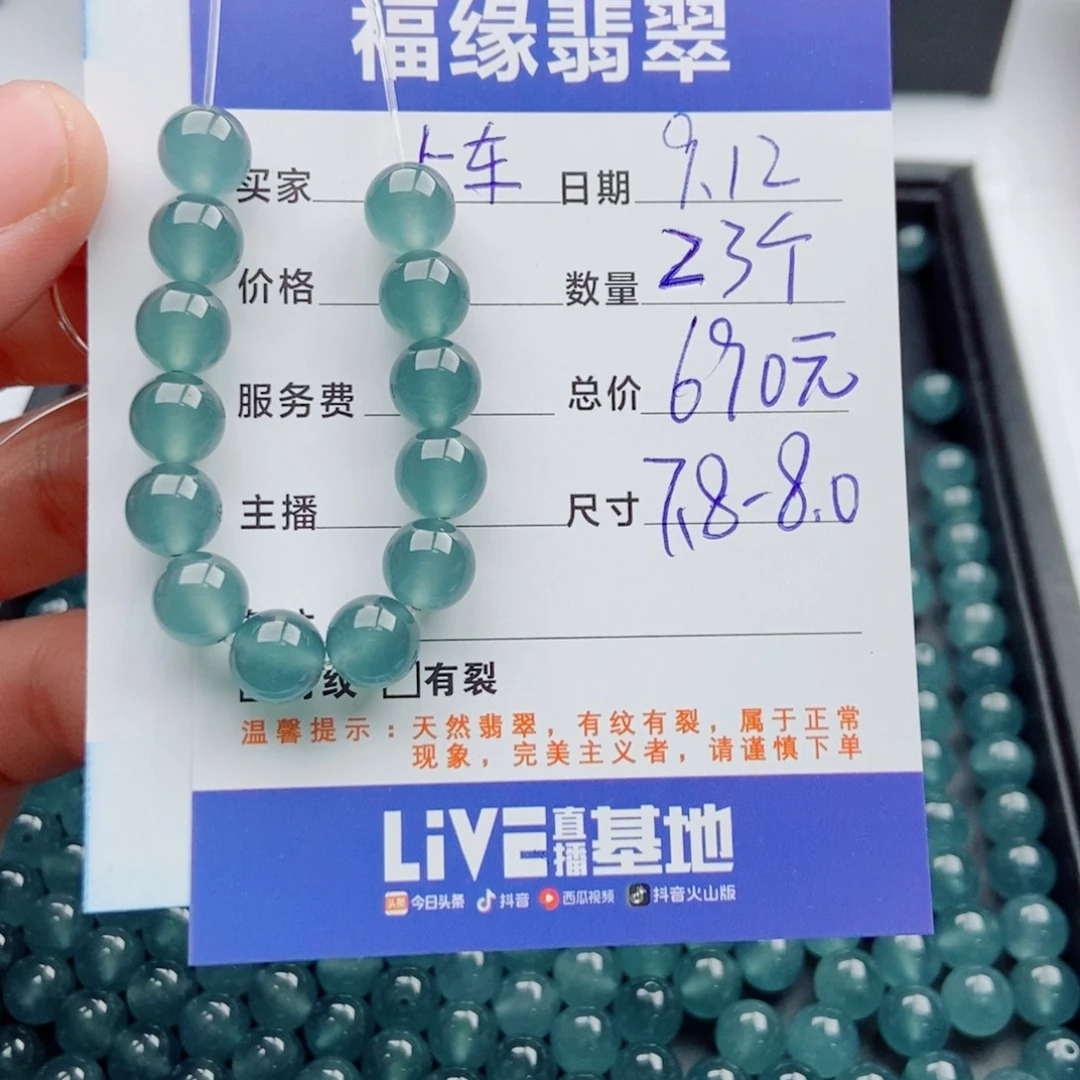 福缘翡翠
买家 上车 日期 9.12
价格 数量 23个
服务费 总价 690元
主播 尺寸 7.8-8.0
有纹 有裂
温馨提示：天然翡翠，有纹有裂，属于正常
现象，完美主义者，请谨慎下单
LiVE直播基地
头条 今日头条 抖音 西瓜视频 抖音火山版